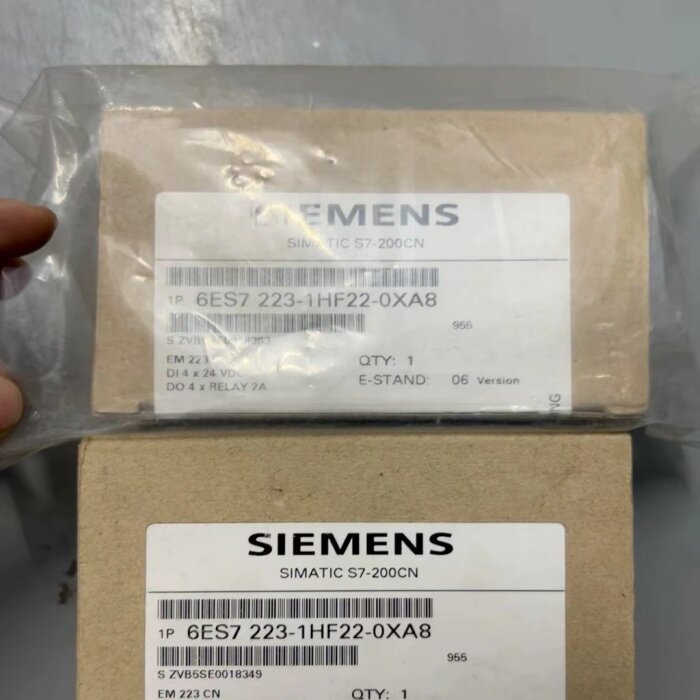 SIEMENS
SIMATIC S7-200CN
1P 6ES7 223-1HF22-0XA8
955
EM 223
DI 4 x 24 VDC
DO 4 x RELAY 2A
QTY: 1
E-STAND: 06 Version
SIEMENS
SIMATIC S7-200CN
1P 6ES7 223-1HF22-0XA8
955
S ZVB5SE0018349
EM 223 CN
QTY: 1